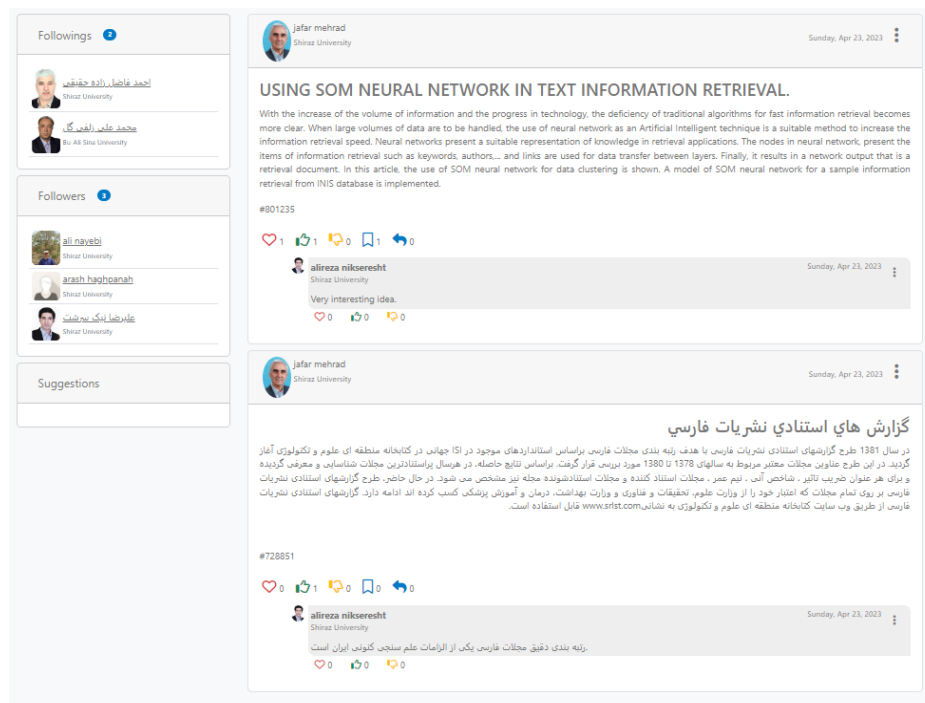 Followings 2
احمد فاضل زاده حقیقی
Shiraz University
محمد علی زلفی گل
Bu Ali Sina University
Followers 3
ali nayebi
Shiraz University
arash haghpanah
Shiraz University
علیرضا نیک سرشت
Shiraz University
Suggestions
jafar mehrad
Shiraz University
Sunday, Apr 23, 2023
USING SOM NEURAL NETWORK IN TEXT INFORMATION RETRIEVAL.
With the increase of the volume of information and the progress in technology, the deficiency of traditional algorithms for fast information retrieval becomes
more clear. When large volumes of data are to be handled, the use of neural network as an Artificial Intelligent technique is a suitable method to increase the
information retrieval speed. Neural networks present a suitable representation of knowledge in retrieval applications. The nodes in neural network, present the
items of information retrieval such as keywords, authors,... and links are used for data transfer between layers. Finally, it results in a network output that is a
retrieval document. In this article, the use of SOM neural network for data clustering is shown. A model of SOM neural network for a sample information
retrieval from INIS database is implemented.
#801235
1 1 0 1 0
alireza nikseresht
Sunday, Apr 23, 2023
Shiraz University
Very interesting idea.
0 0 0
jafar mehrad
Shiraz University
Sunday, Apr 23, 2023
گزارش هاي استنادي نشريات فارسي
در سال 1381 طرح گزارشهای استنادی نشریات فارسی با هدف رتبه بندی مجلات فارسی براساس استانداردهای موجود در ISI جهانی در کتابخانه منطقه ای علوم و تکنولوژی آغاز
گردید. در این طرح عناوین مجلات معتبر مربوط به سالهای 1378 تا 1380 مورد بررسی قرار گرفت. براساس نتایج حاصله، در هرسال پراستنادترین مجلات شناسایی و معرفی گردیده
و برای هر عنوان ضریب تاثیر ، شاخص آنی ، نیم عمر ، مجلات استناد کننده و مجلات استنادشونده مجله نیز مشخص می شود. در حال حاضر، طرح گزارشهای استنادی نشریات
فارسی بر روی تمام مجلات که اعتبار خود را از وزارت علوم، تحقیقات و فناوری و وزارت بهداشت، درمان و آموزش پزشکی کسب کرده اند ادامه دارد. گزارشهای استنادی نشریات
فارسی از طریق وب سایت کتابخانه منطقه ای علوم و تکنولوژی به نشانیwww.srlst.com قابل استفاده است.
#728851
0 1 0 0 0
alireza nikseresht
Sunday, Apr 23, 2023
Shiraz University
رتبه بندی دقیق مجلات فارسی یکی از الزامات علم سنجی کنونی ایران است.
0 0 0